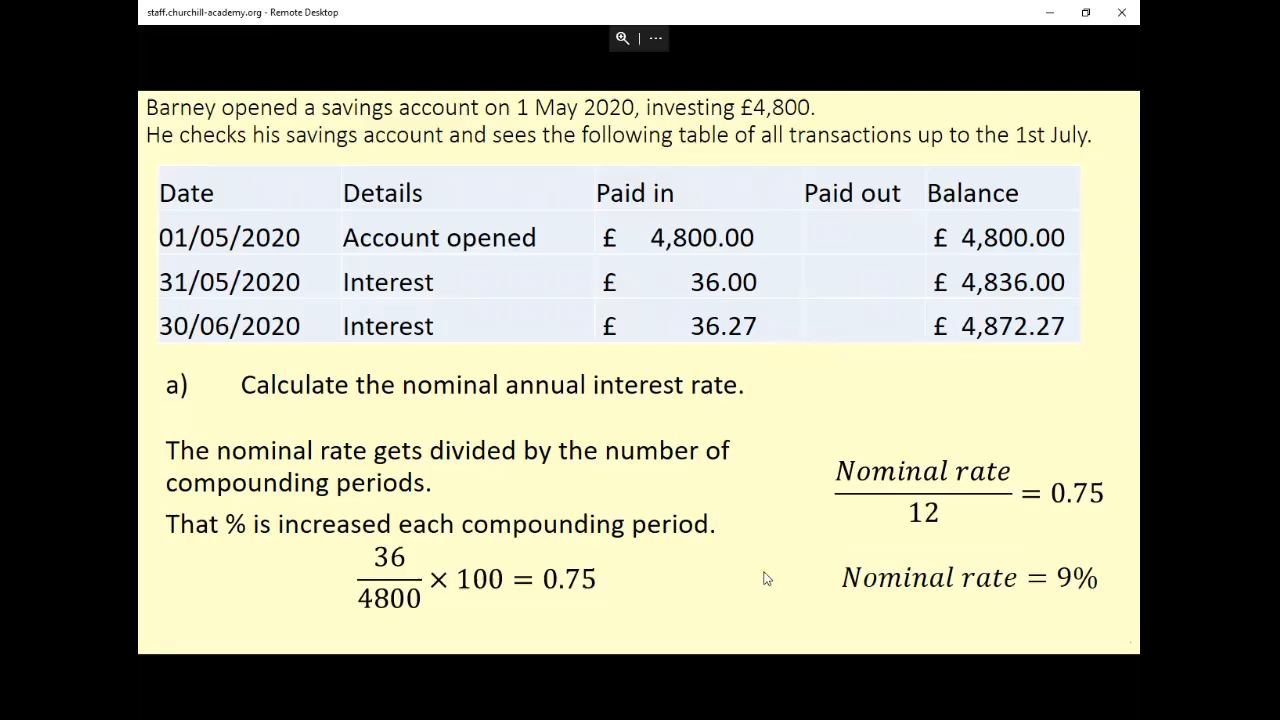 staff.churchill-academy.org - Remote Desktop
Barney opened a savings account on 1 May 2020, investing £4,800.
He checks his savings account and sees the following table of all transactions up to the 1st July.
Date Details Paid in Paid out Balance
01/05/2020 Account opened £ 4,800.00 £ 4,800.00
31/05/2020 Interest £ 36.00 £ 4,836.00
30/06/2020 Interest £ 36.27 £ 4,872.27
a) Calculate the nominal annual interest rate.
The nominal rate gets divided by the number of
compounding periods.
That % is increased each compounding period.
36/4800 × 100 = 0.75
Nominal rate/12 = 0.75
Nominal rate = 9%